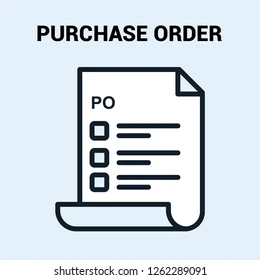 PURCHASE ORDER
PO
shutterstock.com · 1262289091